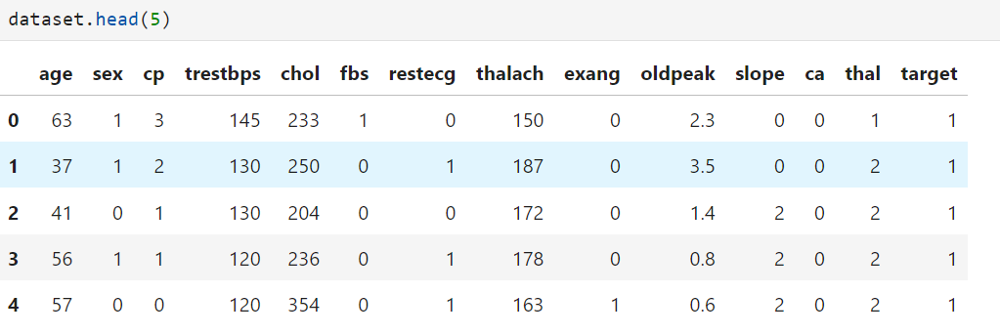 dataset.head(5)
age sex cp trestbps chol fbs restecg thalach exang oldpeak slope ca thal target
0 63 1 3 145 233 1 0 150 0 2.3 0 0 1 1
1 37 1 2 130 250 0 1 187 0 3.5 0 0 2 1
2 41 0 1 130 204 0 0 172 0 1.4 2 0 2 1
3 56 1 1 120 236 0 1 178 0 0.8 2 0 2 1
4 57 0 0 120 354 0 1 163 1 0.6 2 0 2 1